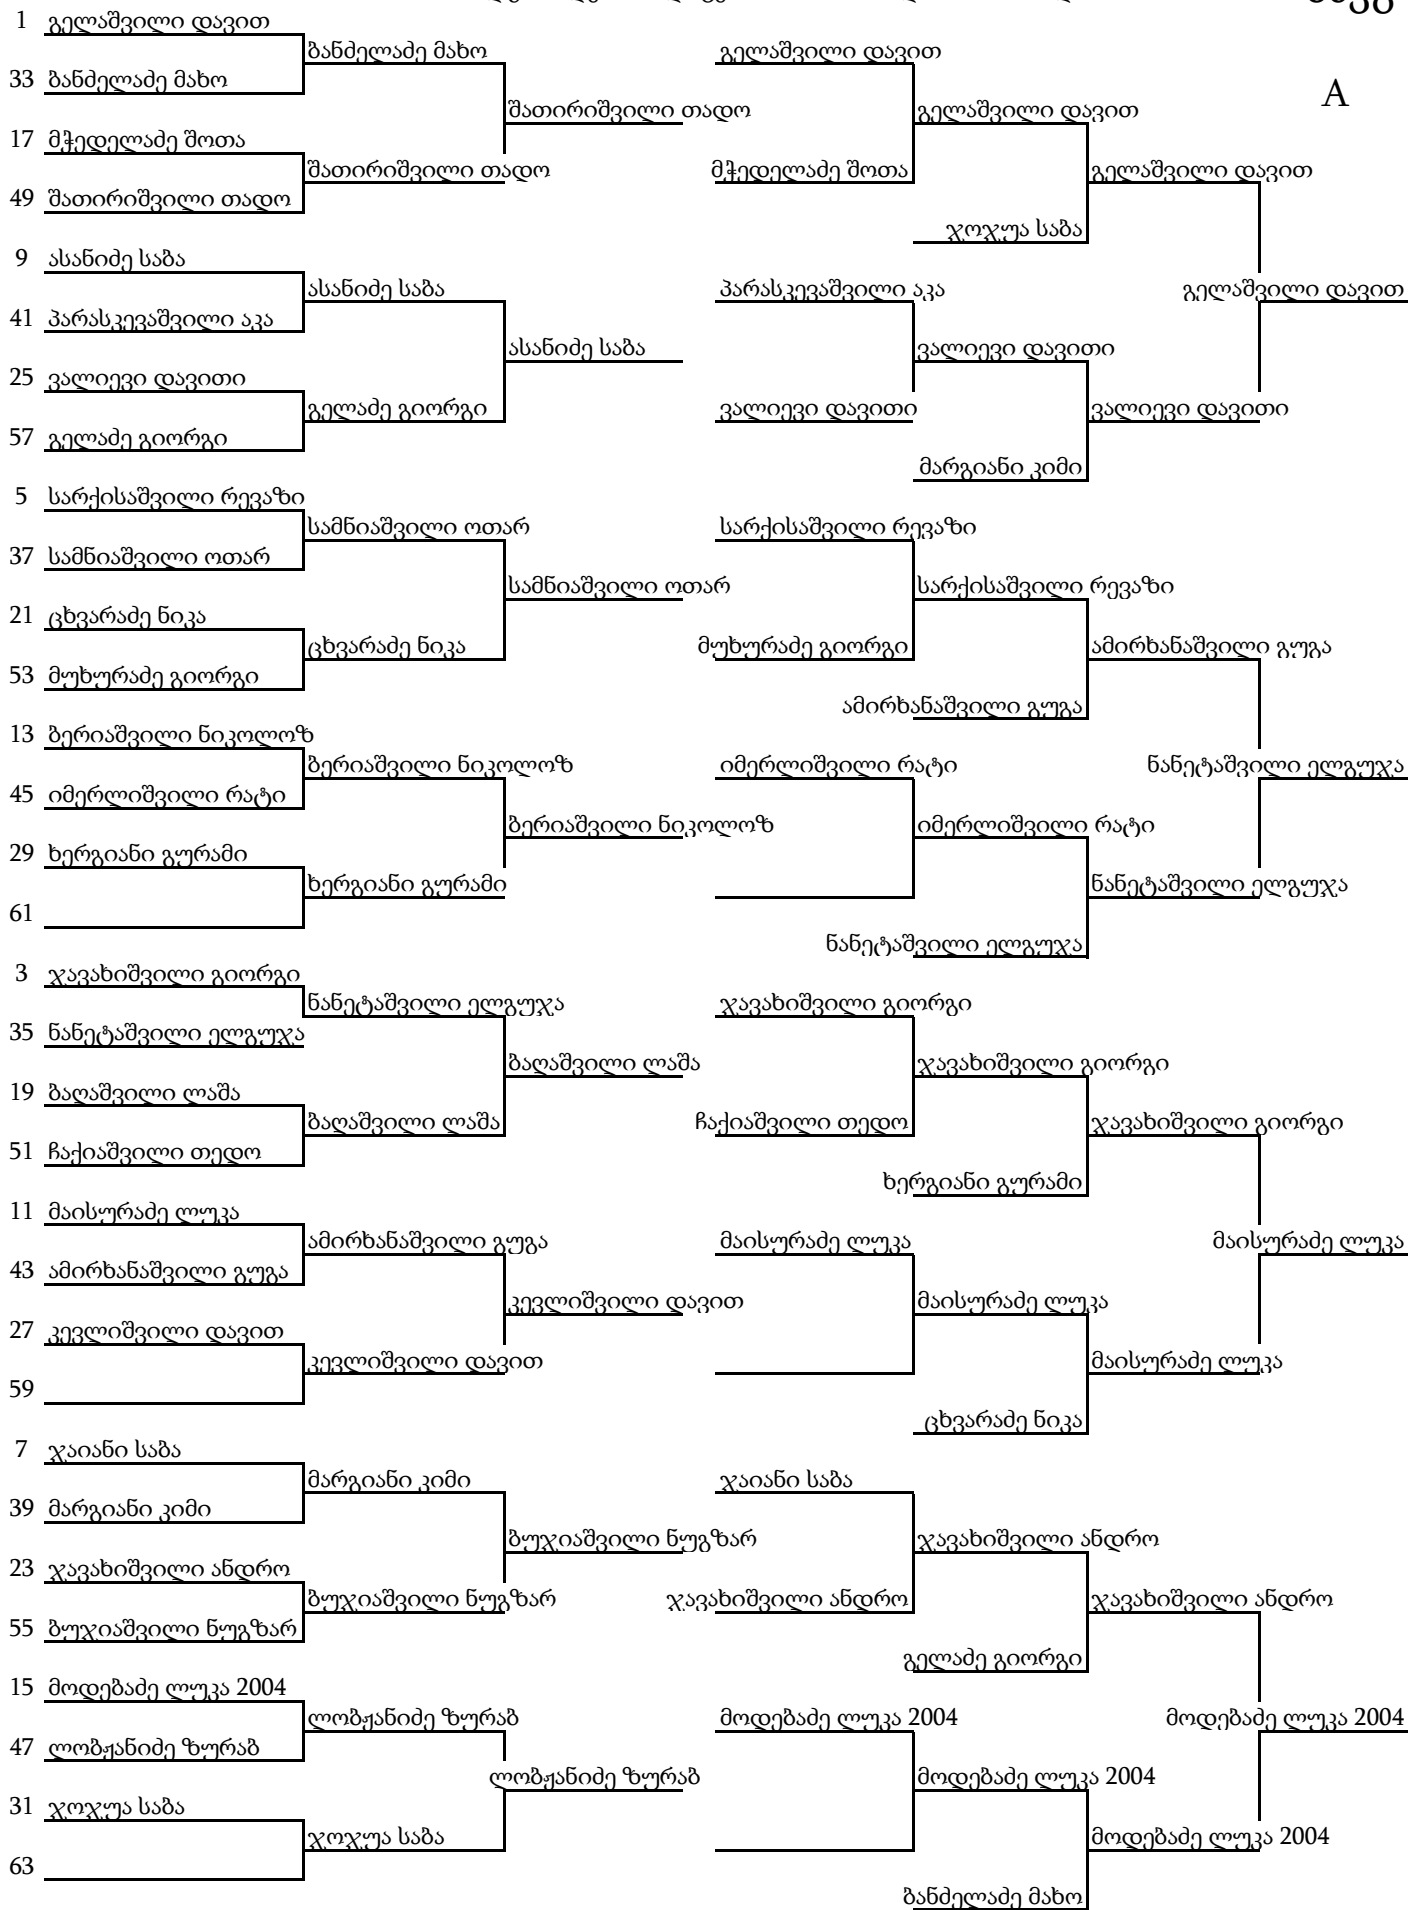 A
1 გელაშვილი დავით
ბანძელაძე მახო
გელაშვილი დავით
33 ბანძელაძე მახო
შათირიშვილი თადო
გელაშვილი დავით
17 მჭედელაძე შოთა
შათირიშვილი თადო
მჭედელაძე შოთა
გელაშვილი დავით
49 შათირიშვილი თადო
ჯოჯუა საბა
9 ასანიძე საბა
ასანიძე საბა
პარასკევაშვილი აკა
გელაშვილი დავით
41 პარასკევაშვილი აკა
ასანიძე საბა
ვალიევი დავითი
25 ვალიევი დავითი
გელაძე გიორგი
ვალიევი დავითი
ვალიევი დავითი
57 გელაძე გიორგი
მარგიანი კიმი
5 სარქისაშვილი რევაზი
სამნიაშვილი ოთარ
სარქისაშვილი რევაზი
37 სამნიაშვილი ოთარ
სამნიაშვილი ოთარ
სარქისაშვილი რევაზი
21 ცხვარაძე ნიკა
ცხვარაძე ნიკა
მუხურაძე გიორგი
ამირხანაშვილი გუგა
53 მუხურაძე გიორგი
ამირხანაშვილი გუგა
13 ბერიაშვილი ნიკოლოზ
ბერიაშვილი ნიკოლოზ
იმერლიშვილი რატი
ნანეტაშვილი ელგუჯა
45 იმერლიშვილი რატი
ბერიაშვილი ნიკოლოზ
იმერლიშვილი რატი
29 ხერგიანი გურამი
ხერგიანი გურამი
ნანეტაშვილი ელგუჯა
61
ნანეტაშვილი ელგუჯა
3 ჯავახიშვილი გიორგი
ნანეტაშვილი ელგუჯა
ჯავახიშვილი გიორგი
35 ნანეტაშვილი ელგუჯა
ბაღაშვილი ლაშა
ჯავახიშვილი გიორგი
19 ბაღაშვილი ლაშა
ბაღაშვილი ლაშა
ჩაქიაშვილი თედო
ჯავახიშვილი გიორგი
51 ჩაქიაშვილი თედო
ხერგიანი გურამი
11 მაისურაძე ლუკა
ამირხანაშვილი გუგა
მაისურაძე ლუკა
მაისურაძე ლუკა
43 ამირხანაშვილი გუგა
კევლიშვილი დავით
მაისურაძე ლუკა
27 კევლიშვილი დავით
კევლიშვილი დავით
მაისურაძე ლუკა
59
ცხვარაძე ნიკა
7 ჯაიანი საბა
მარგიანი კიმი
ჯაიანი საბა
39 მარგიანი კიმი
ბუჯიაშვილი ნუგზარ
ჯავახიშვილი ანდრო
23 ჯავახიშვილი ანდრო
ბუჯიაშვილი ნუგზარ
ჯავახიშვილი ანდრო
ჯავახიშვილი ანდრო
55 ბუჯიაშვილი ნუგზარ
გელაძე გიორგი
15 მოდებაძე ლუკა 2004
ლობჟანიძე ზურაბ
მოდებაძე ლუკა 2004
მოდებაძე ლუკა 2004
47 ლობჟანიძე ზურაბ
ლობჟანიძე ზურაბ
მოდებაძე ლუკა 2004
31 ჯოჯუა საბა
ჯოჯუა საბა
მოდებაძე ლუკა 2004
63
ბანძელაძე მახო